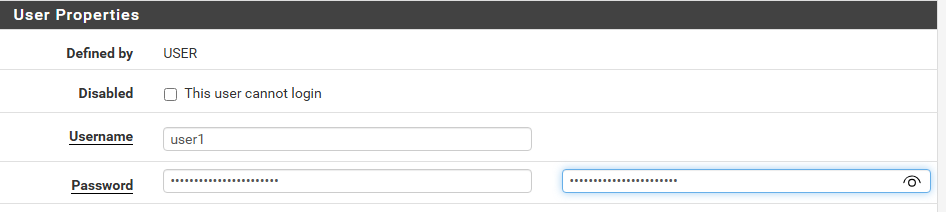 User Properties
Defined by USER
Disabled This user cannot login
Username user1
Password ••••••••••••••••••••••• •••••••••••••••••••••••